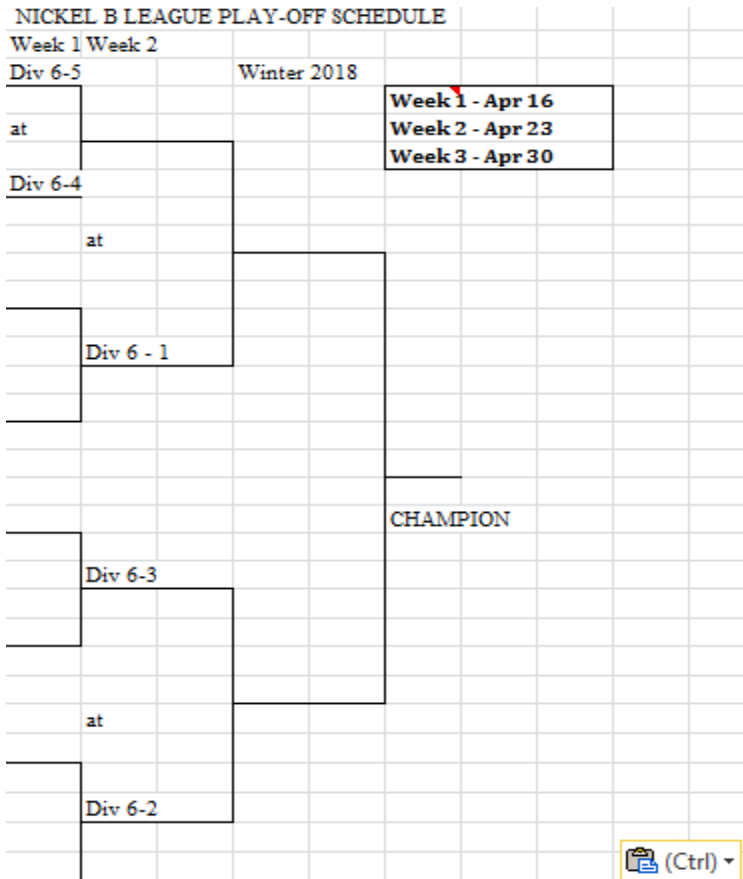 NICKEL B LEAGUE PLAY-OFF SCHEDULE
Week 1 Week 2
Div 6-5 Winter 2018
Week 1 - Apr 16
at Week 2 - Apr 23
Week 3 - Apr 30
Div 6-4
at
Div 6 - 1
CHAMPION
Div 6-3
at
Div 6-2
(Ctrl)